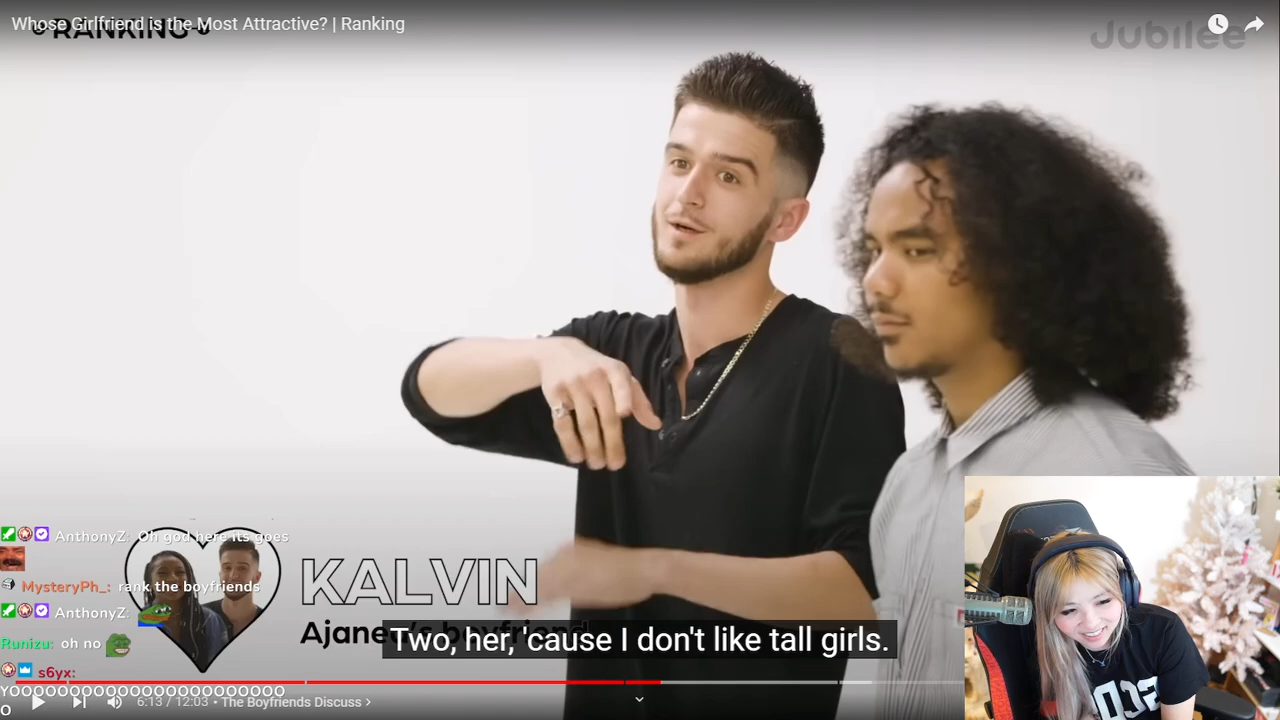 Whose Girlfriend is the Most Attractive? | Ranking
RANKING
Jubilee
AnthonyZ: Oh god here its goes
MysteryPh_: rank the boyfriends
AnthonyZ:
Runizu: oh no
s6yx:
YOOOOOOOOOOOOOOOOOOOOOOO
O
KALVIN
boyfriend
Two, her, 'cause I don't like tall girls.
6:13 / 12:03 • The Boyfriends Discuss >